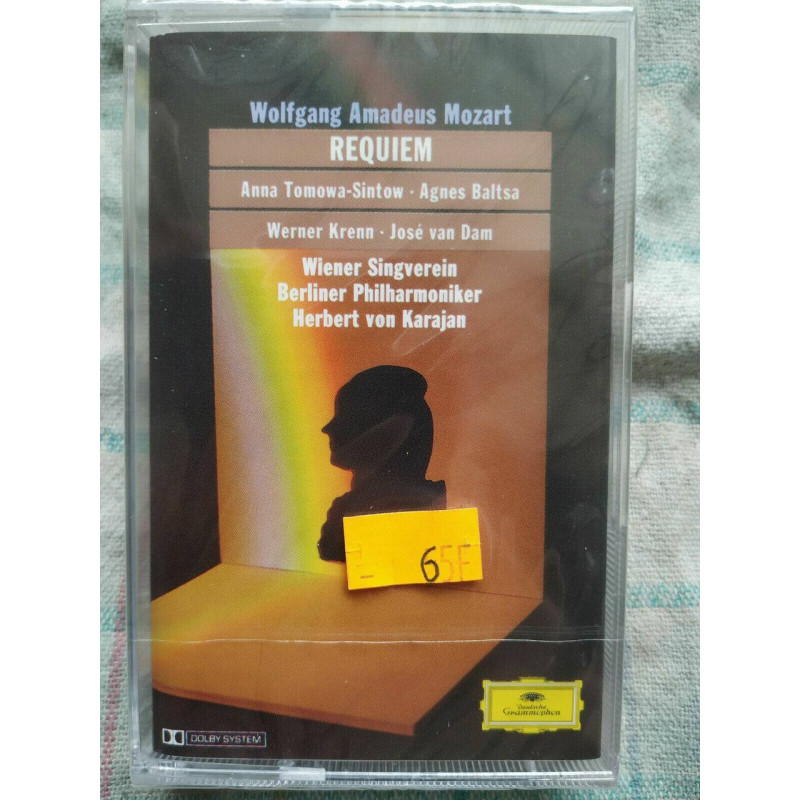 Wolfgang Amadeus Mozart
REQUIEM
Anna Tomowa-Sintow · Agnes Baltsa
Werner Krenn · José van Dam
Wiener Singverein
Berliner Philharmoniker
Herbert von Karajan
65F
Deutsche
Grammophon
DOLBY SYSTEM